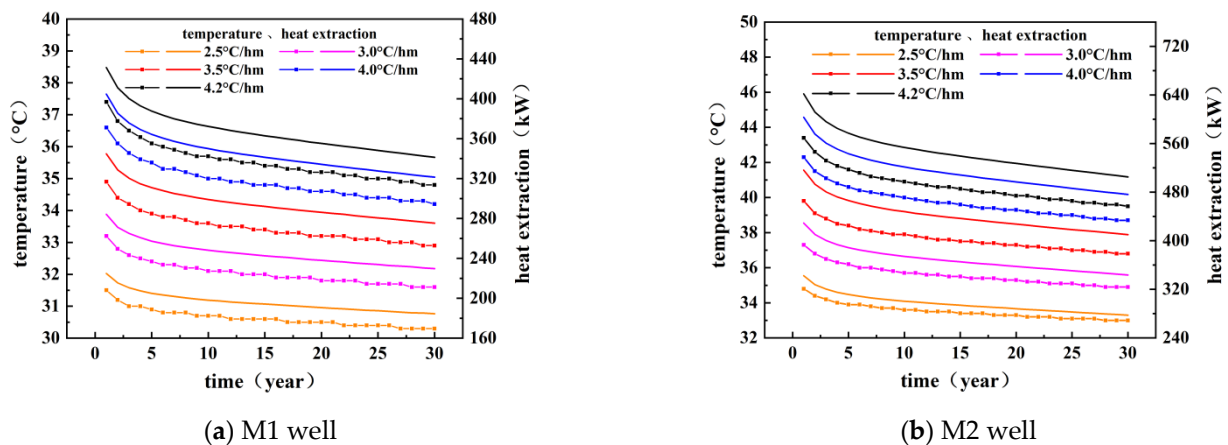 temperature 、heat extraction
2.5°C/hm 3.0°C/hm
3.5°C/hm 4.0°C/hm
4.2°C/hm
40
39
38
37
36
35
34
33
32
31
30
temperature（°C）
480
440
400
360
320
280
240
200
160
heat extraction（kW）
0 5 10 15 20 25 30
time（year）
(a) M1 well
temperature 、heat extraction
2.5°C/hm 3.0°C/hm
3.5°C/hm 4.0°C/hm
4.2°C/hm
50
48
46
44
42
40
38
36
34
32
temperature（°C）
720
640
560
480
400
320
240
heat extraction（kW）
0 5 10 15 20 25 30
time（year）
(b) M2 well